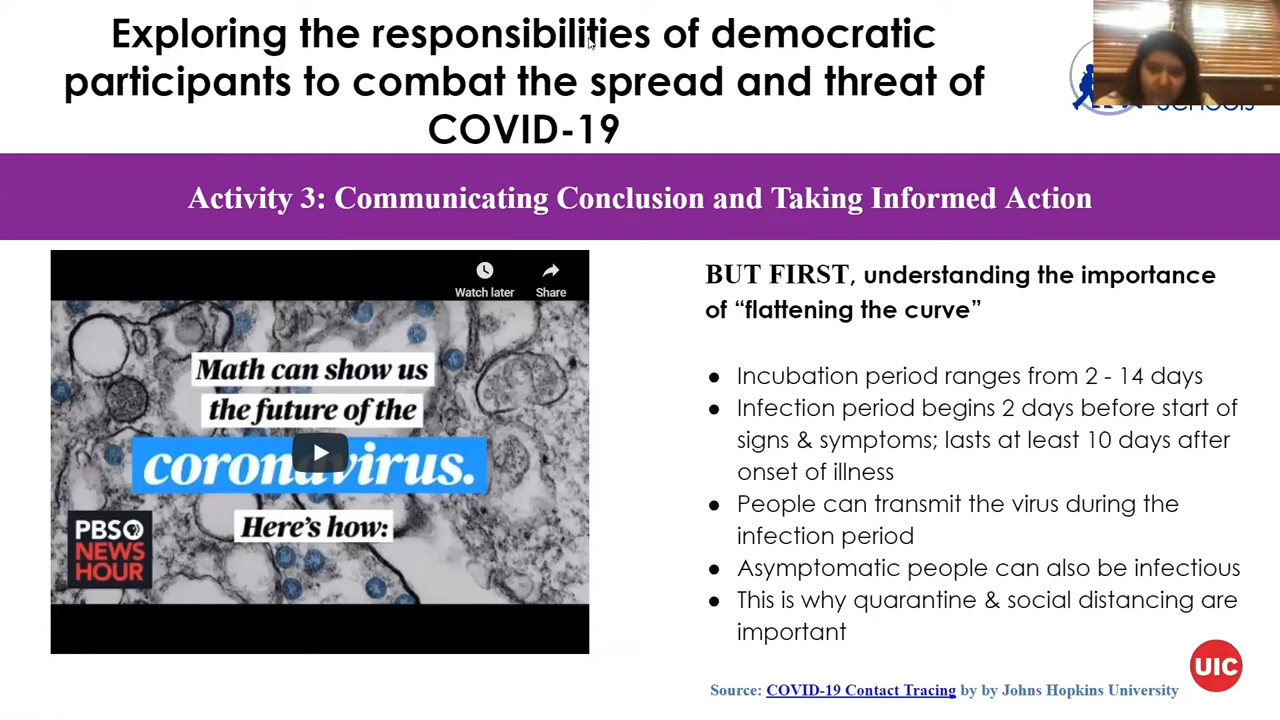 Exploring the responsibilities of democratic
participants to combat the spread and threat of
COVID-19
Activity 3: Communicating Conclusion and Taking Informed Action
Watch later
Share
Math can show us
the future of the
coronavirus.
Here's how:
PBS
NEWS
HOUR
BUT FIRST, understanding the importance
of “flattening the curve”
● Incubation period ranges from 2 - 14 days
● Infection period begins 2 days before start of
signs & symptoms; lasts at least 10 days after
onset of illness
● People can transmit the virus during the
infection period
● Asymptomatic people can also be infectious
● This is why quarantine & social distancing are
important
UIC
Source: COVID-19 Contact Tracing by by Johns Hopkins University